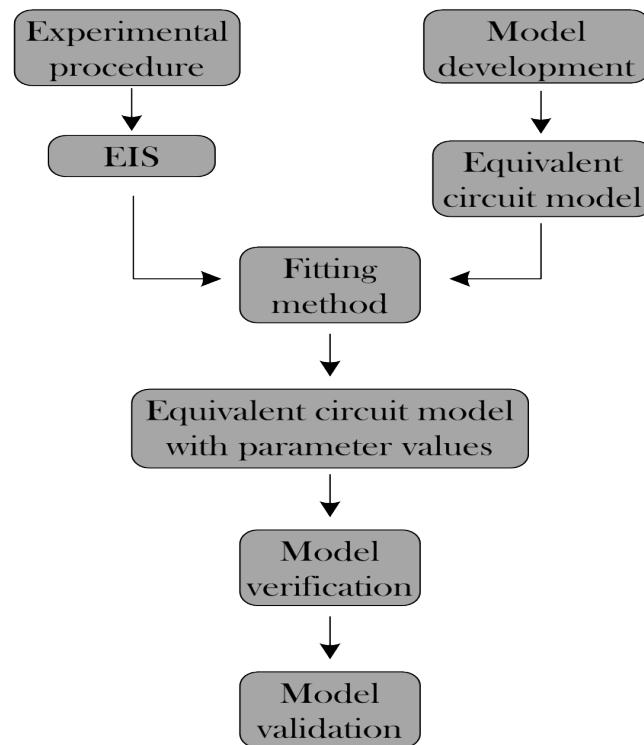 Experimental
procedure
Model
development
EIS
Equivalent
circuit model
Fitting
method
Equivalent circuit model
with parameter values
Model
verification
Model
validation